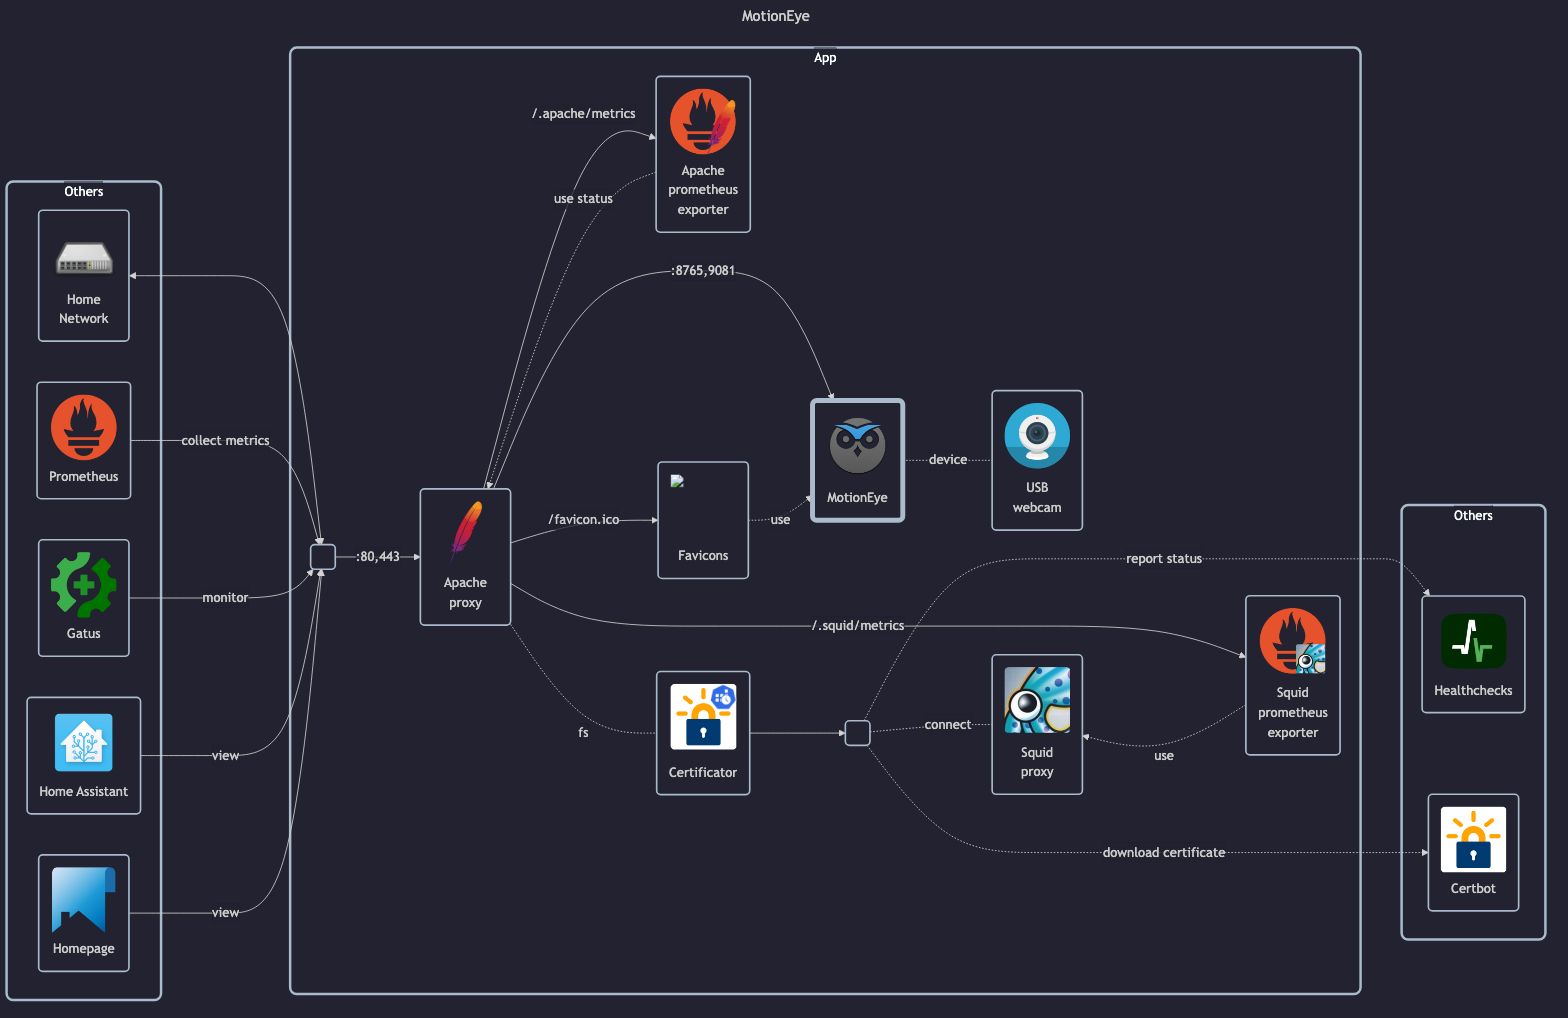 MotionEye
App
Others
Home
Network
Prometheus
Gatus
Home Assistant
Homepage
collect metrics
monitor
view
view
:80,443
Apache
proxy
/.apache/metrics
use status
Apache
prometheus
exporter
:8765,9081
/favicon.ico
Favicons
use
MotionEye
device
USB
webcam
/.squid/metrics
fs
Certificator
connect
Squid
proxy
use
Squid
prometheus
exporter
report status
download certificate
Others
Healthchecks
Certbot